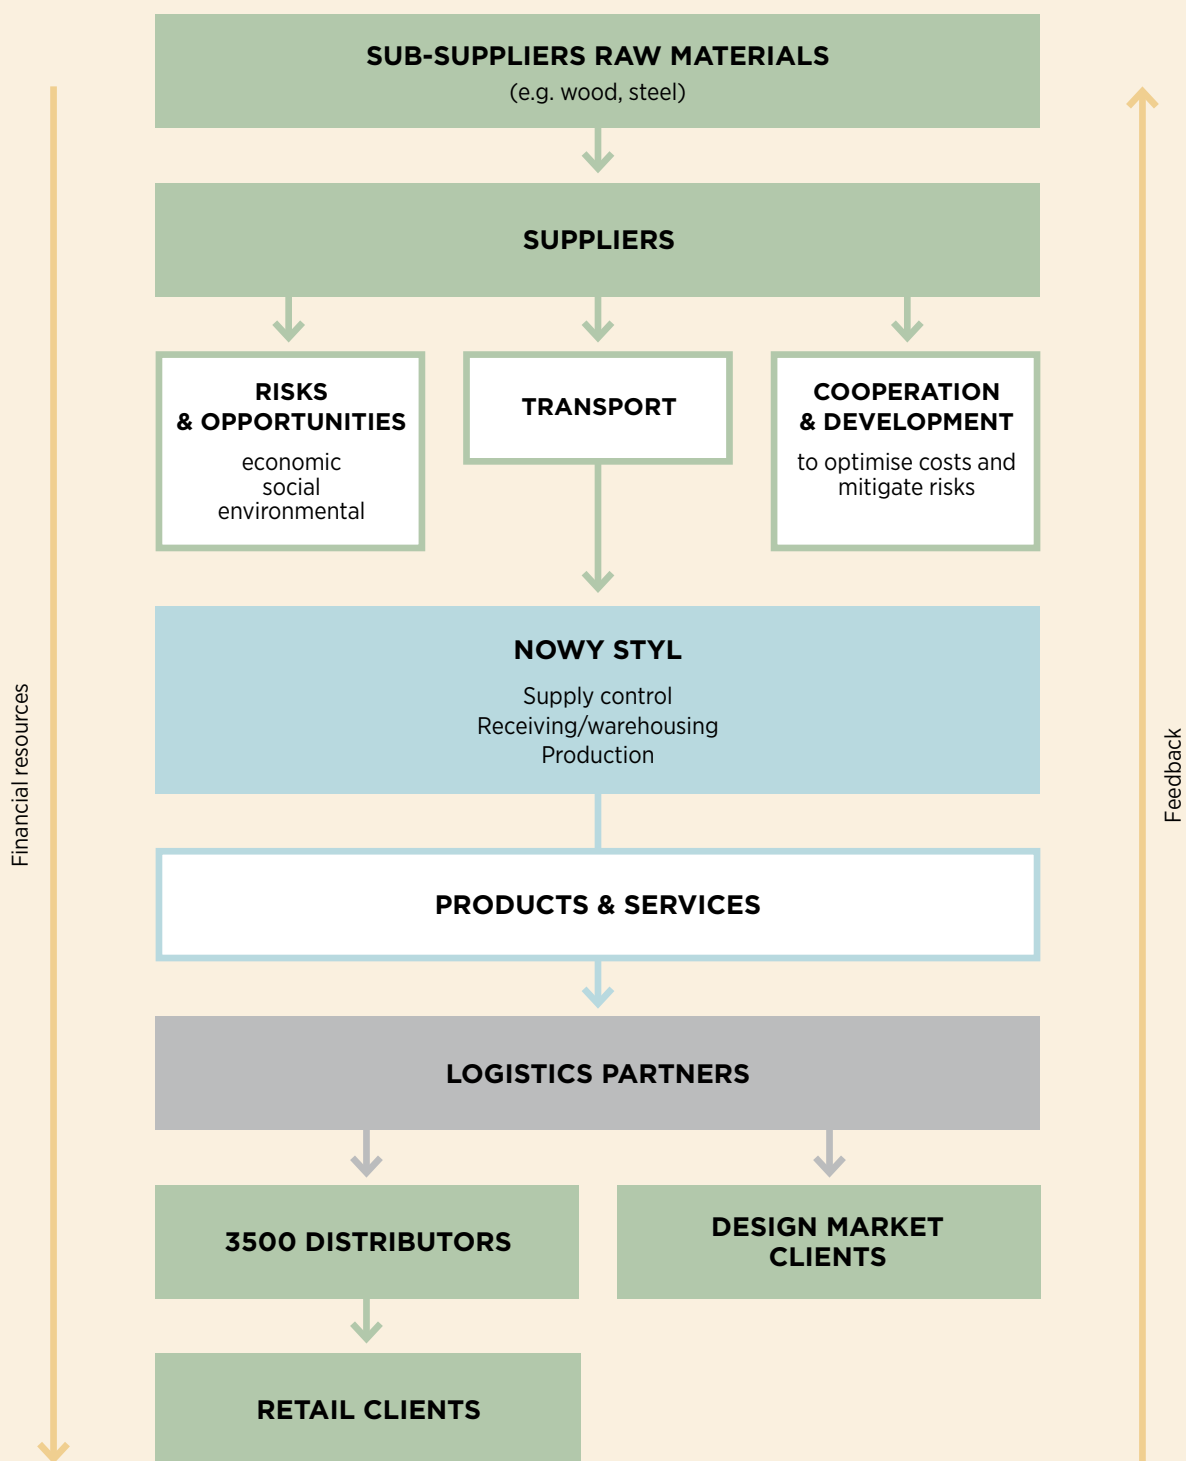 SUB-SUPPLIERS RAW MATERIALS
(e.g. wood, steel)
SUPPLIERS
RISKS
& OPPORTUNITIES
economic
social
environmental
TRANSPORT
COOPERATION
& DEVELOPMENT
to optimise costs and
mitigate risks
NOWY STYL
Supply control
Receiving/warehousing
Production
Financial resources
Feedback
PRODUCTS & SERVICES
LOGISTICS PARTNERS
3500 DISTRIBUTORS
DESIGN MARKET
CLIENTS
RETAIL CLIENTS